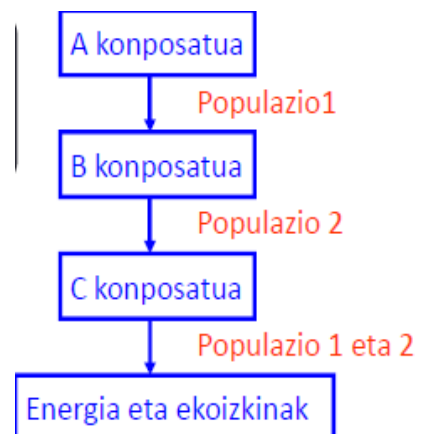 A konposatua
Populazio1
B konposatua
Populazio 2
C konposatua
Populazio 1 eta 2
Energia eta ekoizkinak